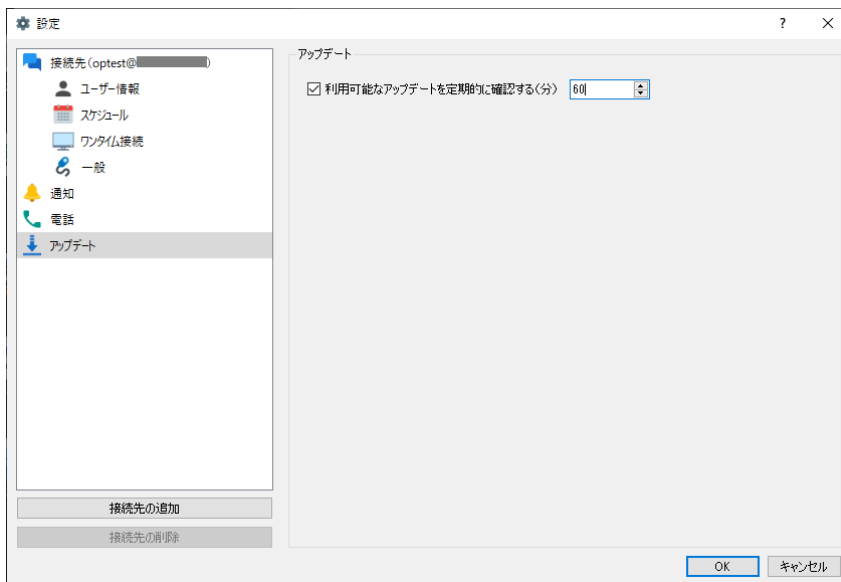 設定
接続先(optest@ )
ユーザー情報
スケジュール
ワンタイム接続
一般
通知
電話
アップデート
接続先の追加
接続先の削除
アップデート
利用可能なアップデートを定期的に確認する(分) 60
OK キャンセル